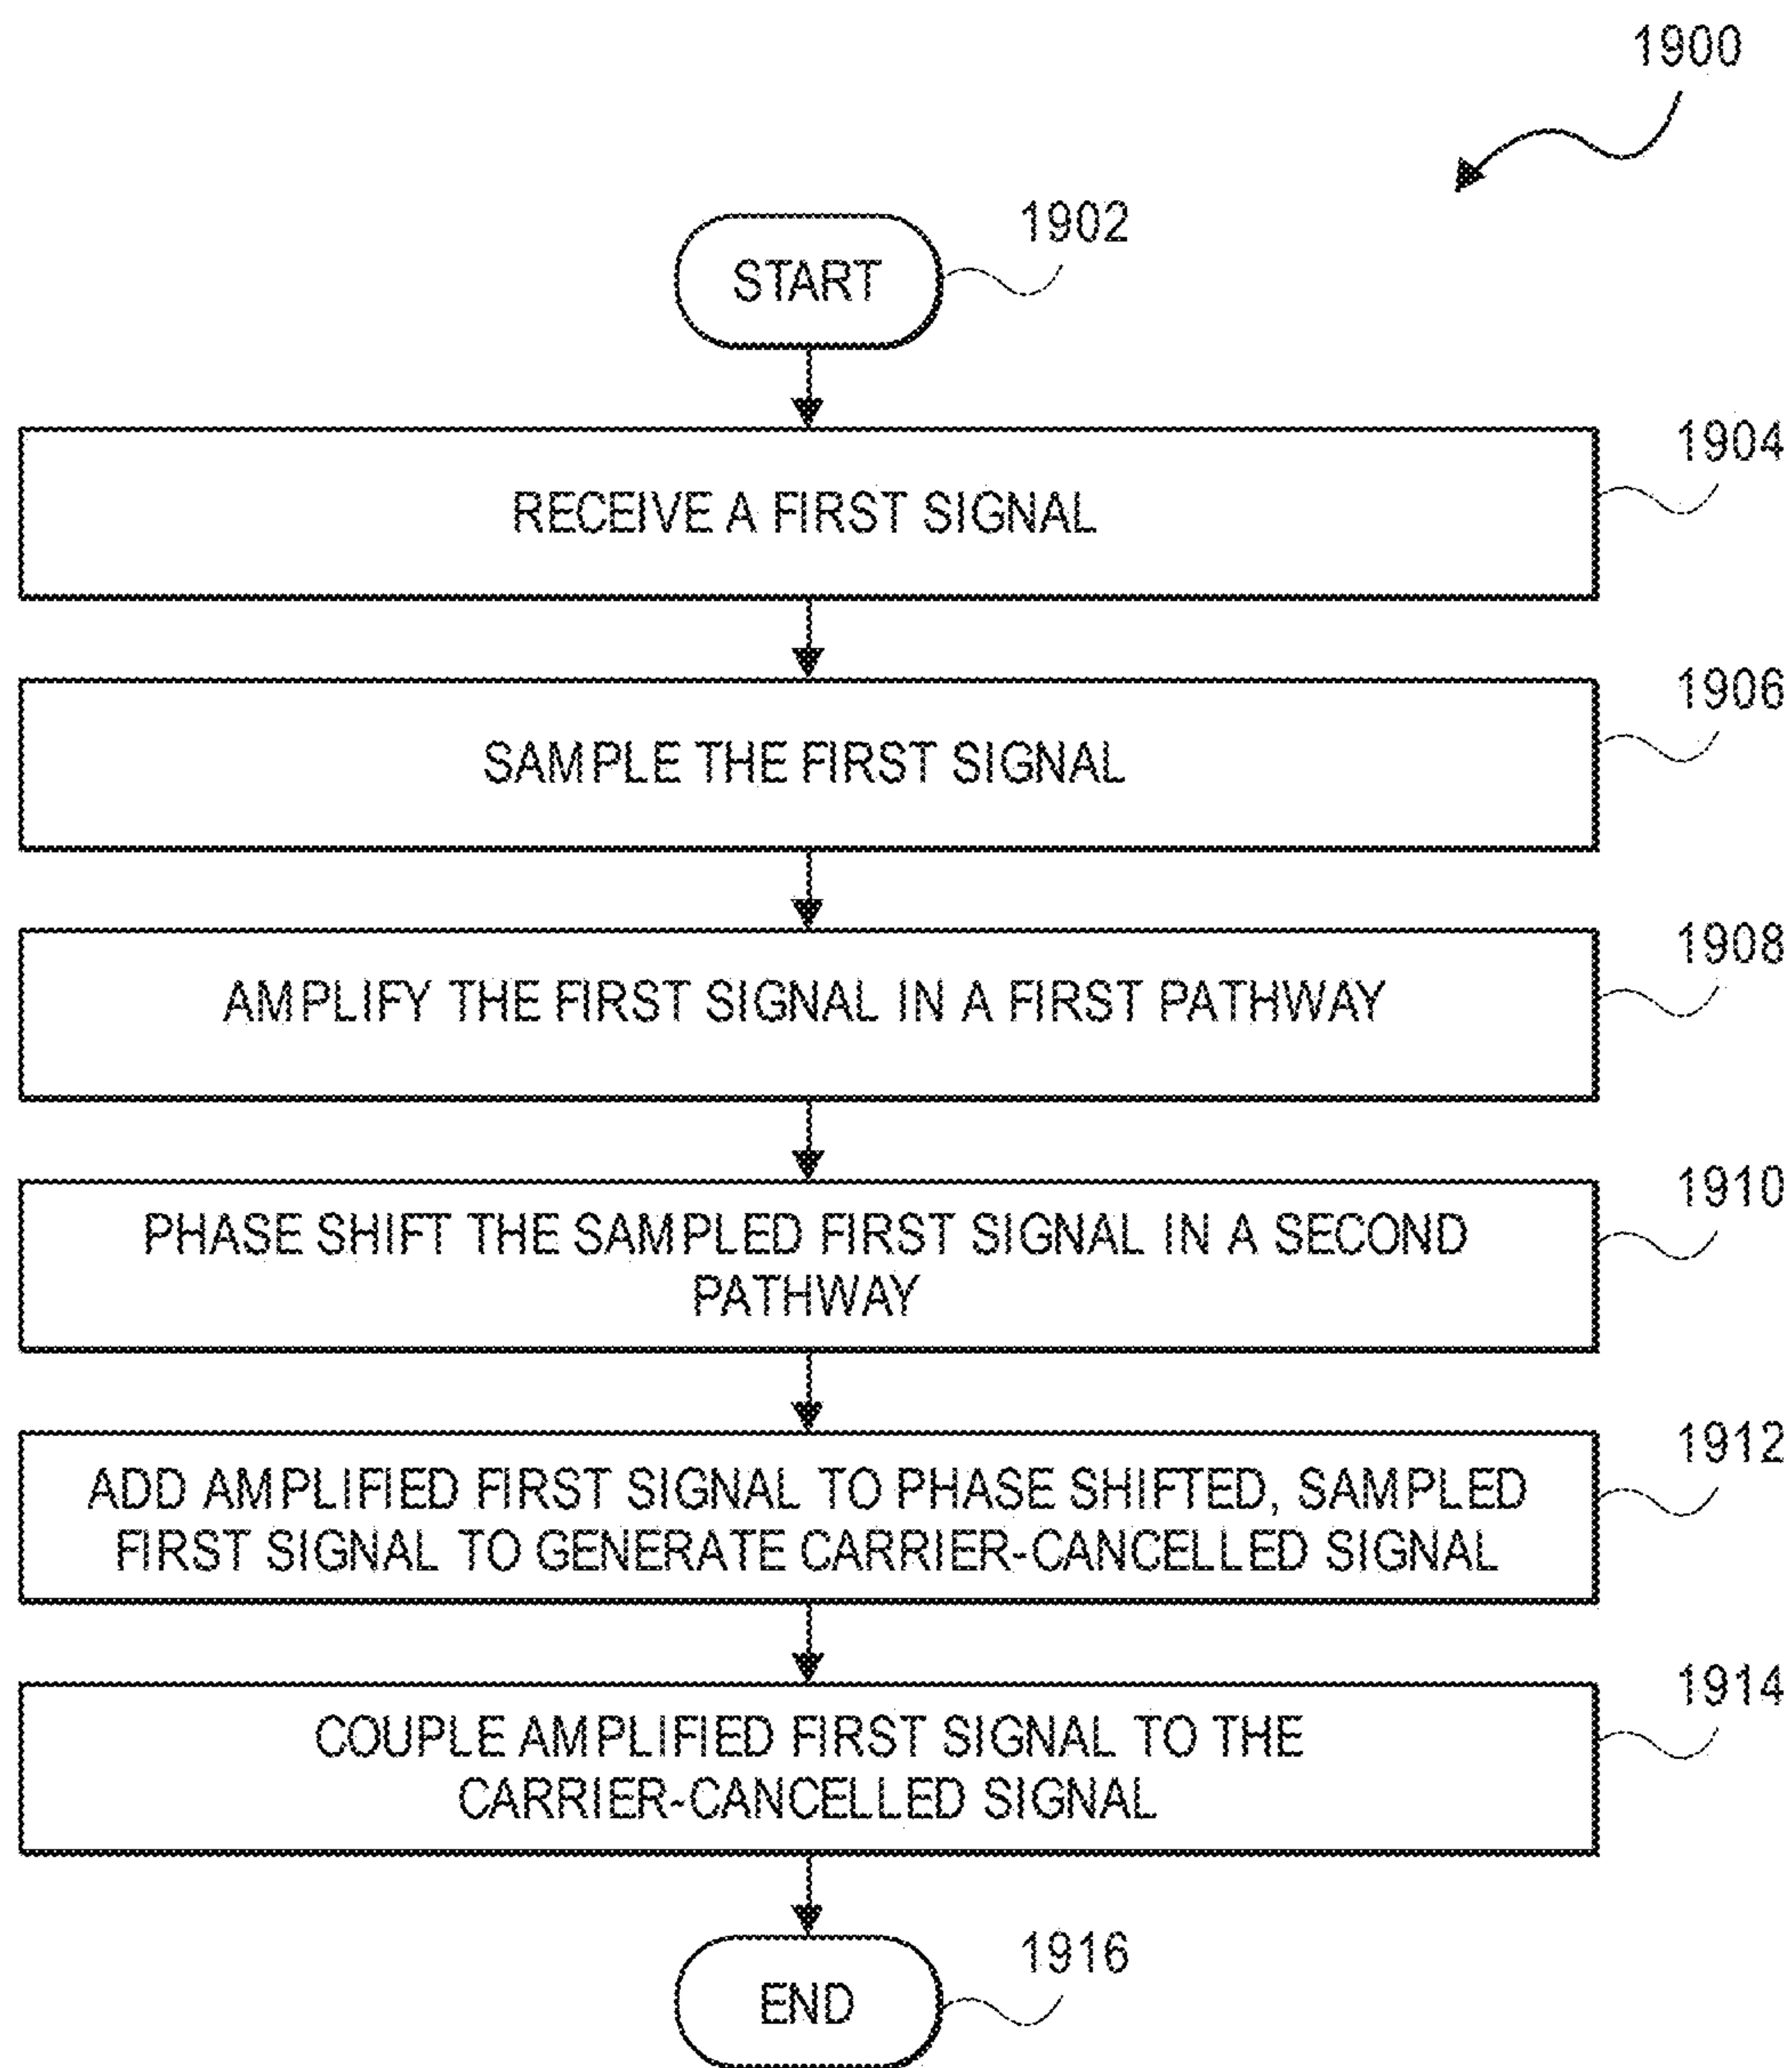 1900
START
1902
RECEIVE A FIRST SIGNAL
1904
SAMPLE THE FIRST SIGNAL
1906
AMPLIFY THE FIRST SIGNAL IN A FIRST PATHWAY
1908
PHASE SHIFT THE SAMPLED FIRST SIGNAL IN A SECOND
PATHWAY
1910
ADD AMPLIFIED FIRST SIGNAL TO PHASE SHIFTED, SAMPLED
FIRST SIGNAL TO GENERATE CARRIER-CANCELLED SIGNAL
1912
COUPLE AMPLIFIED FIRST SIGNAL TO THE
CARRIER-CANCELLED SIGNAL
1914
END
1916